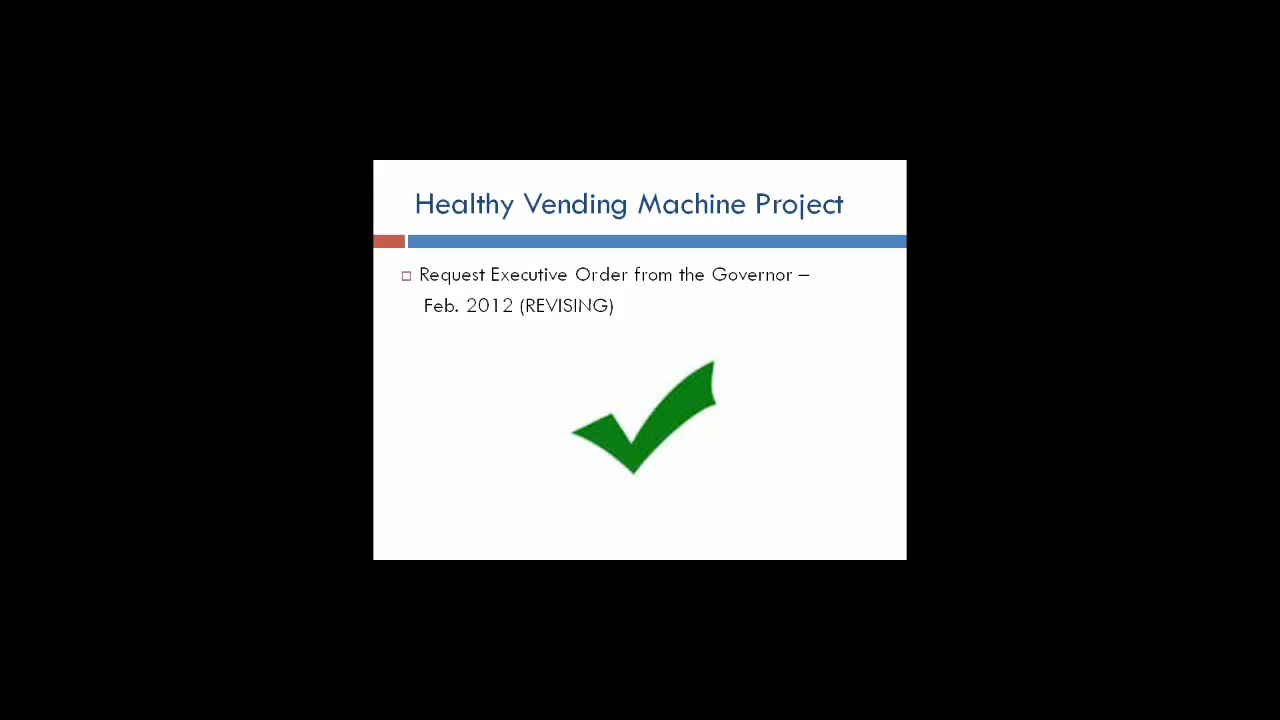 Healthy Vending Machine Project
Request Executive Order from the Governor –
Feb. 2012 (REVISING)